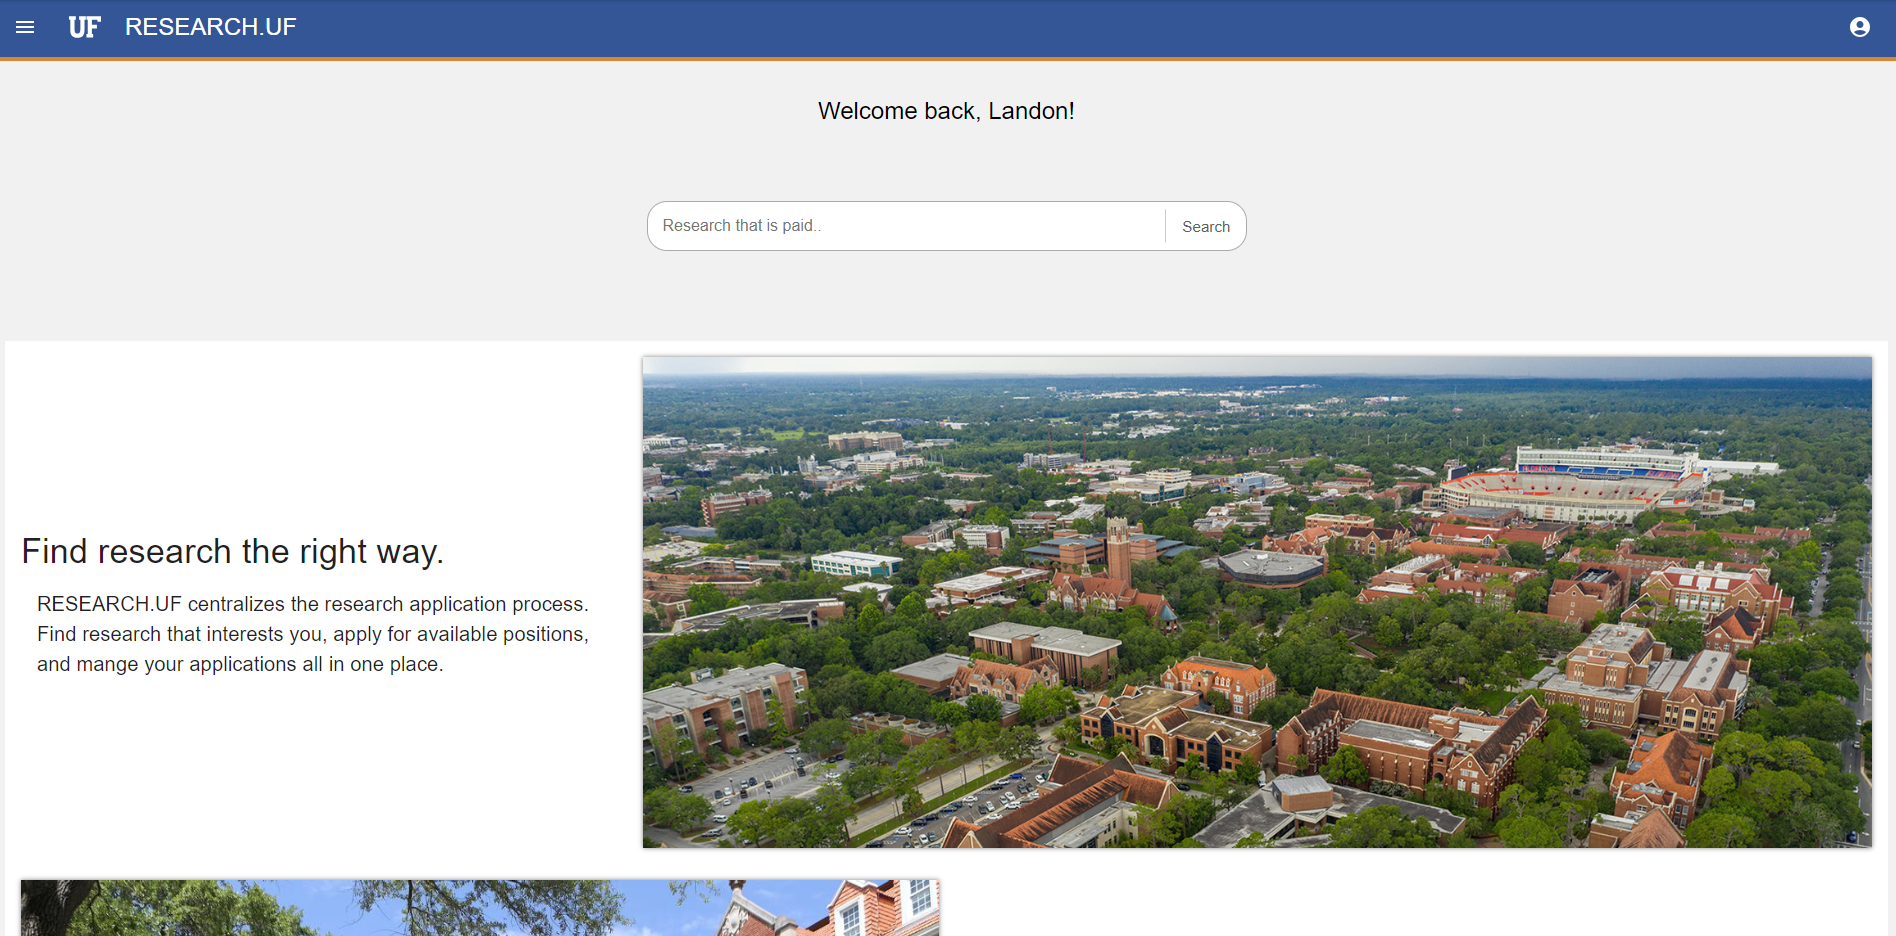 UF RESEARCH.UF
Welcome back, Landon!
Research that is paid..
Search
Find research the right way.
RESEARCH.UF centralizes the research application process.
Find research that interests you, apply for available positions,
and mange your applications all in one place.